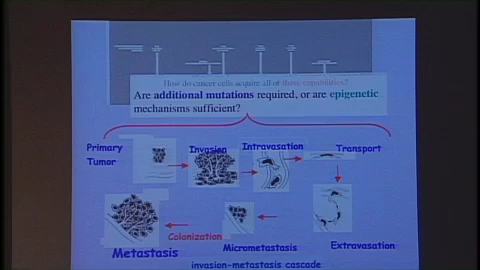 How do cancer cells acquire all of these capabilities?
Are additional mutations required, or are epigenetic
mechanisms sufficient?
Primary
Tumor
Invasion
Intravasation
Transport
Extravasation
Micrometastasis
Colonization
Metastasis
invasion-metastasis cascade